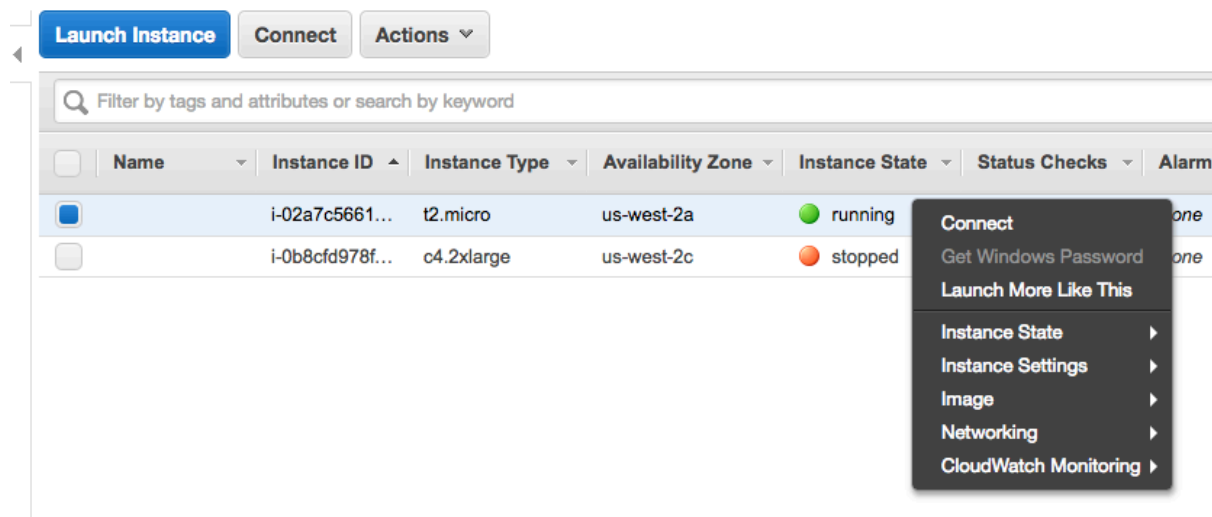 Launch Instance Connect Actions
Filter by tags and attributes or search by keyword
Name Instance ID Instance Type Availability Zone Instance State Status Checks Alarm
i-02a7c5661... t2.micro us-west-2a running one
i-0b8cfd978f... c4.2xlarge us-west-2c stopped one
Connect
Get Windows Password
Launch More Like This
Instance State
Instance Settings
Image
Networking
CloudWatch Monitoring